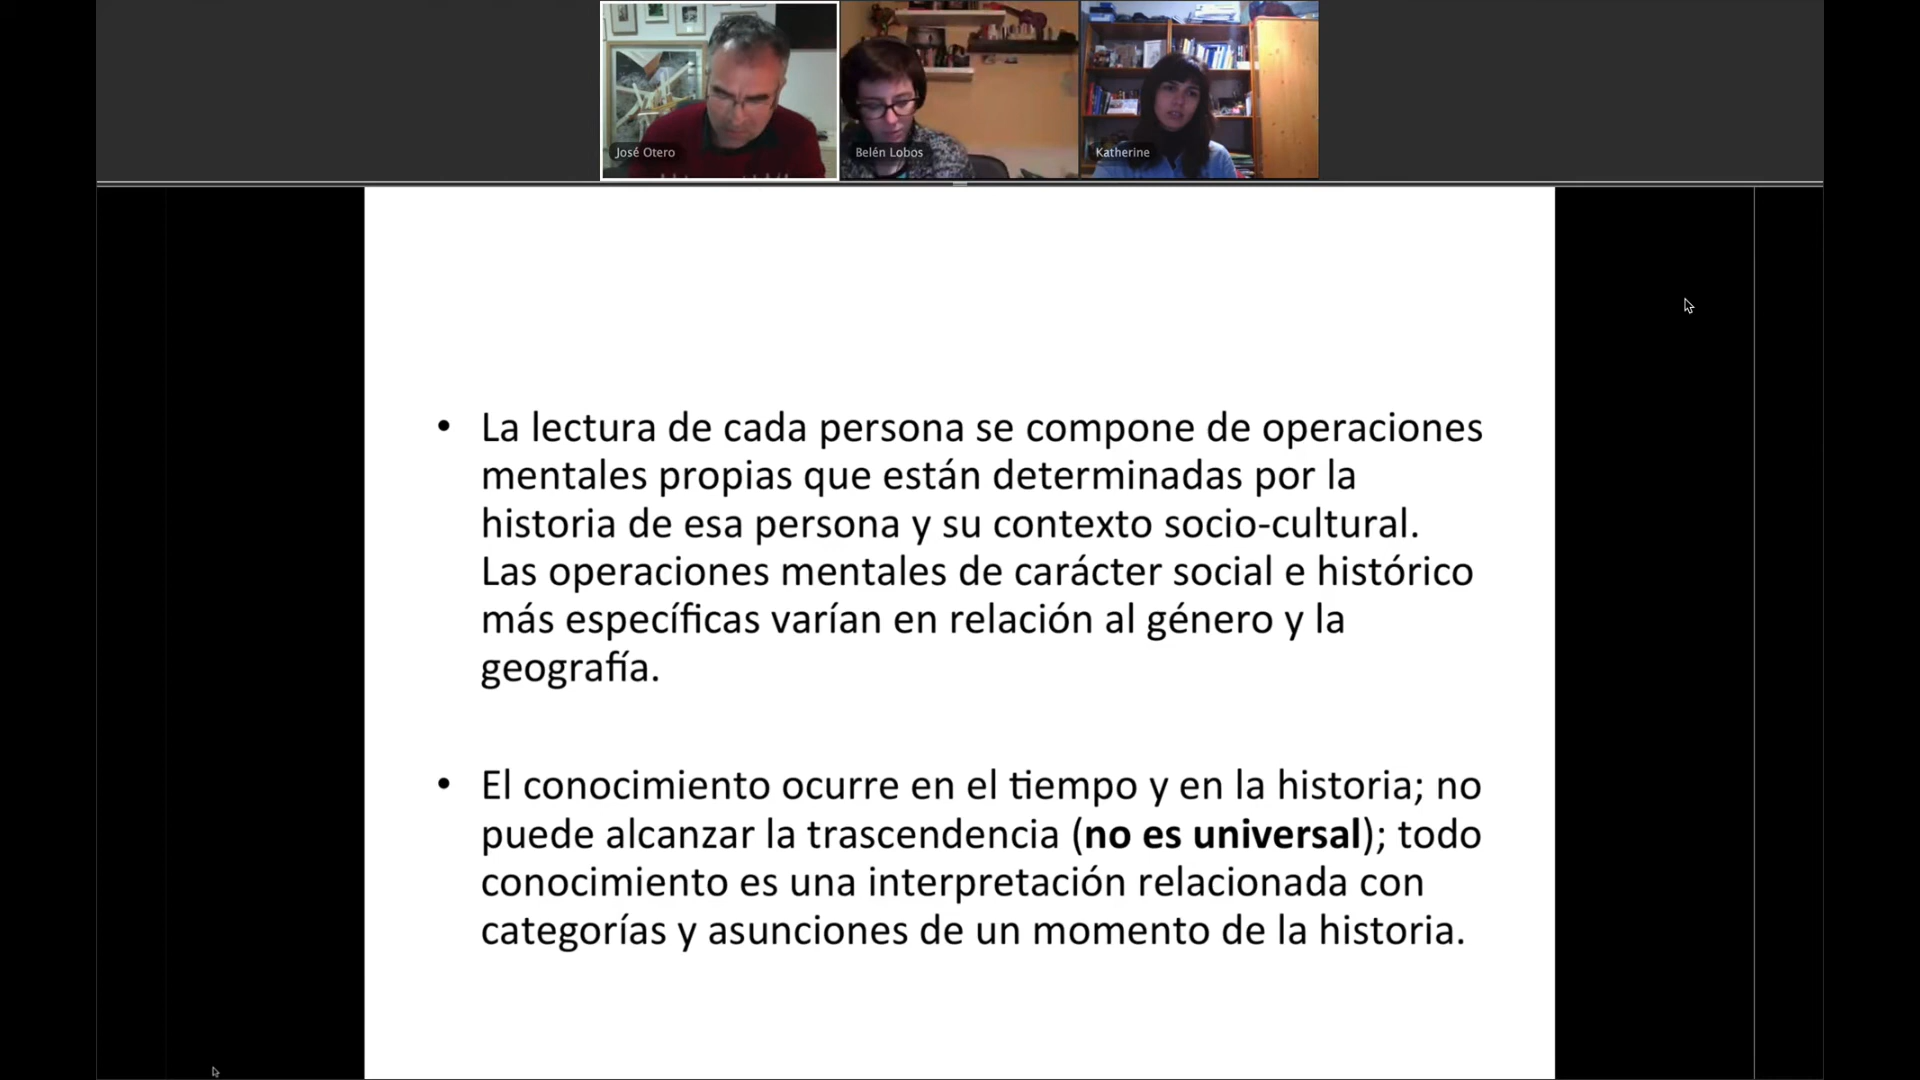 José Otero
Belén Lobos
Katherine
• La lectura de cada persona se compone de operaciones
mentales propias que están determinadas por la
historia de esa persona y su contexto socio-cultural.
Las operaciones mentales de carácter social e histórico
más específicas varían en relación al género y la
geografía.
• El conocimiento ocurre en el tiempo y en la historia; no
puede alcanzar la trascendencia (no es universal); todo
conocimiento es una interpretación relacionada con
categorías y asunciones de un momento de la historia.